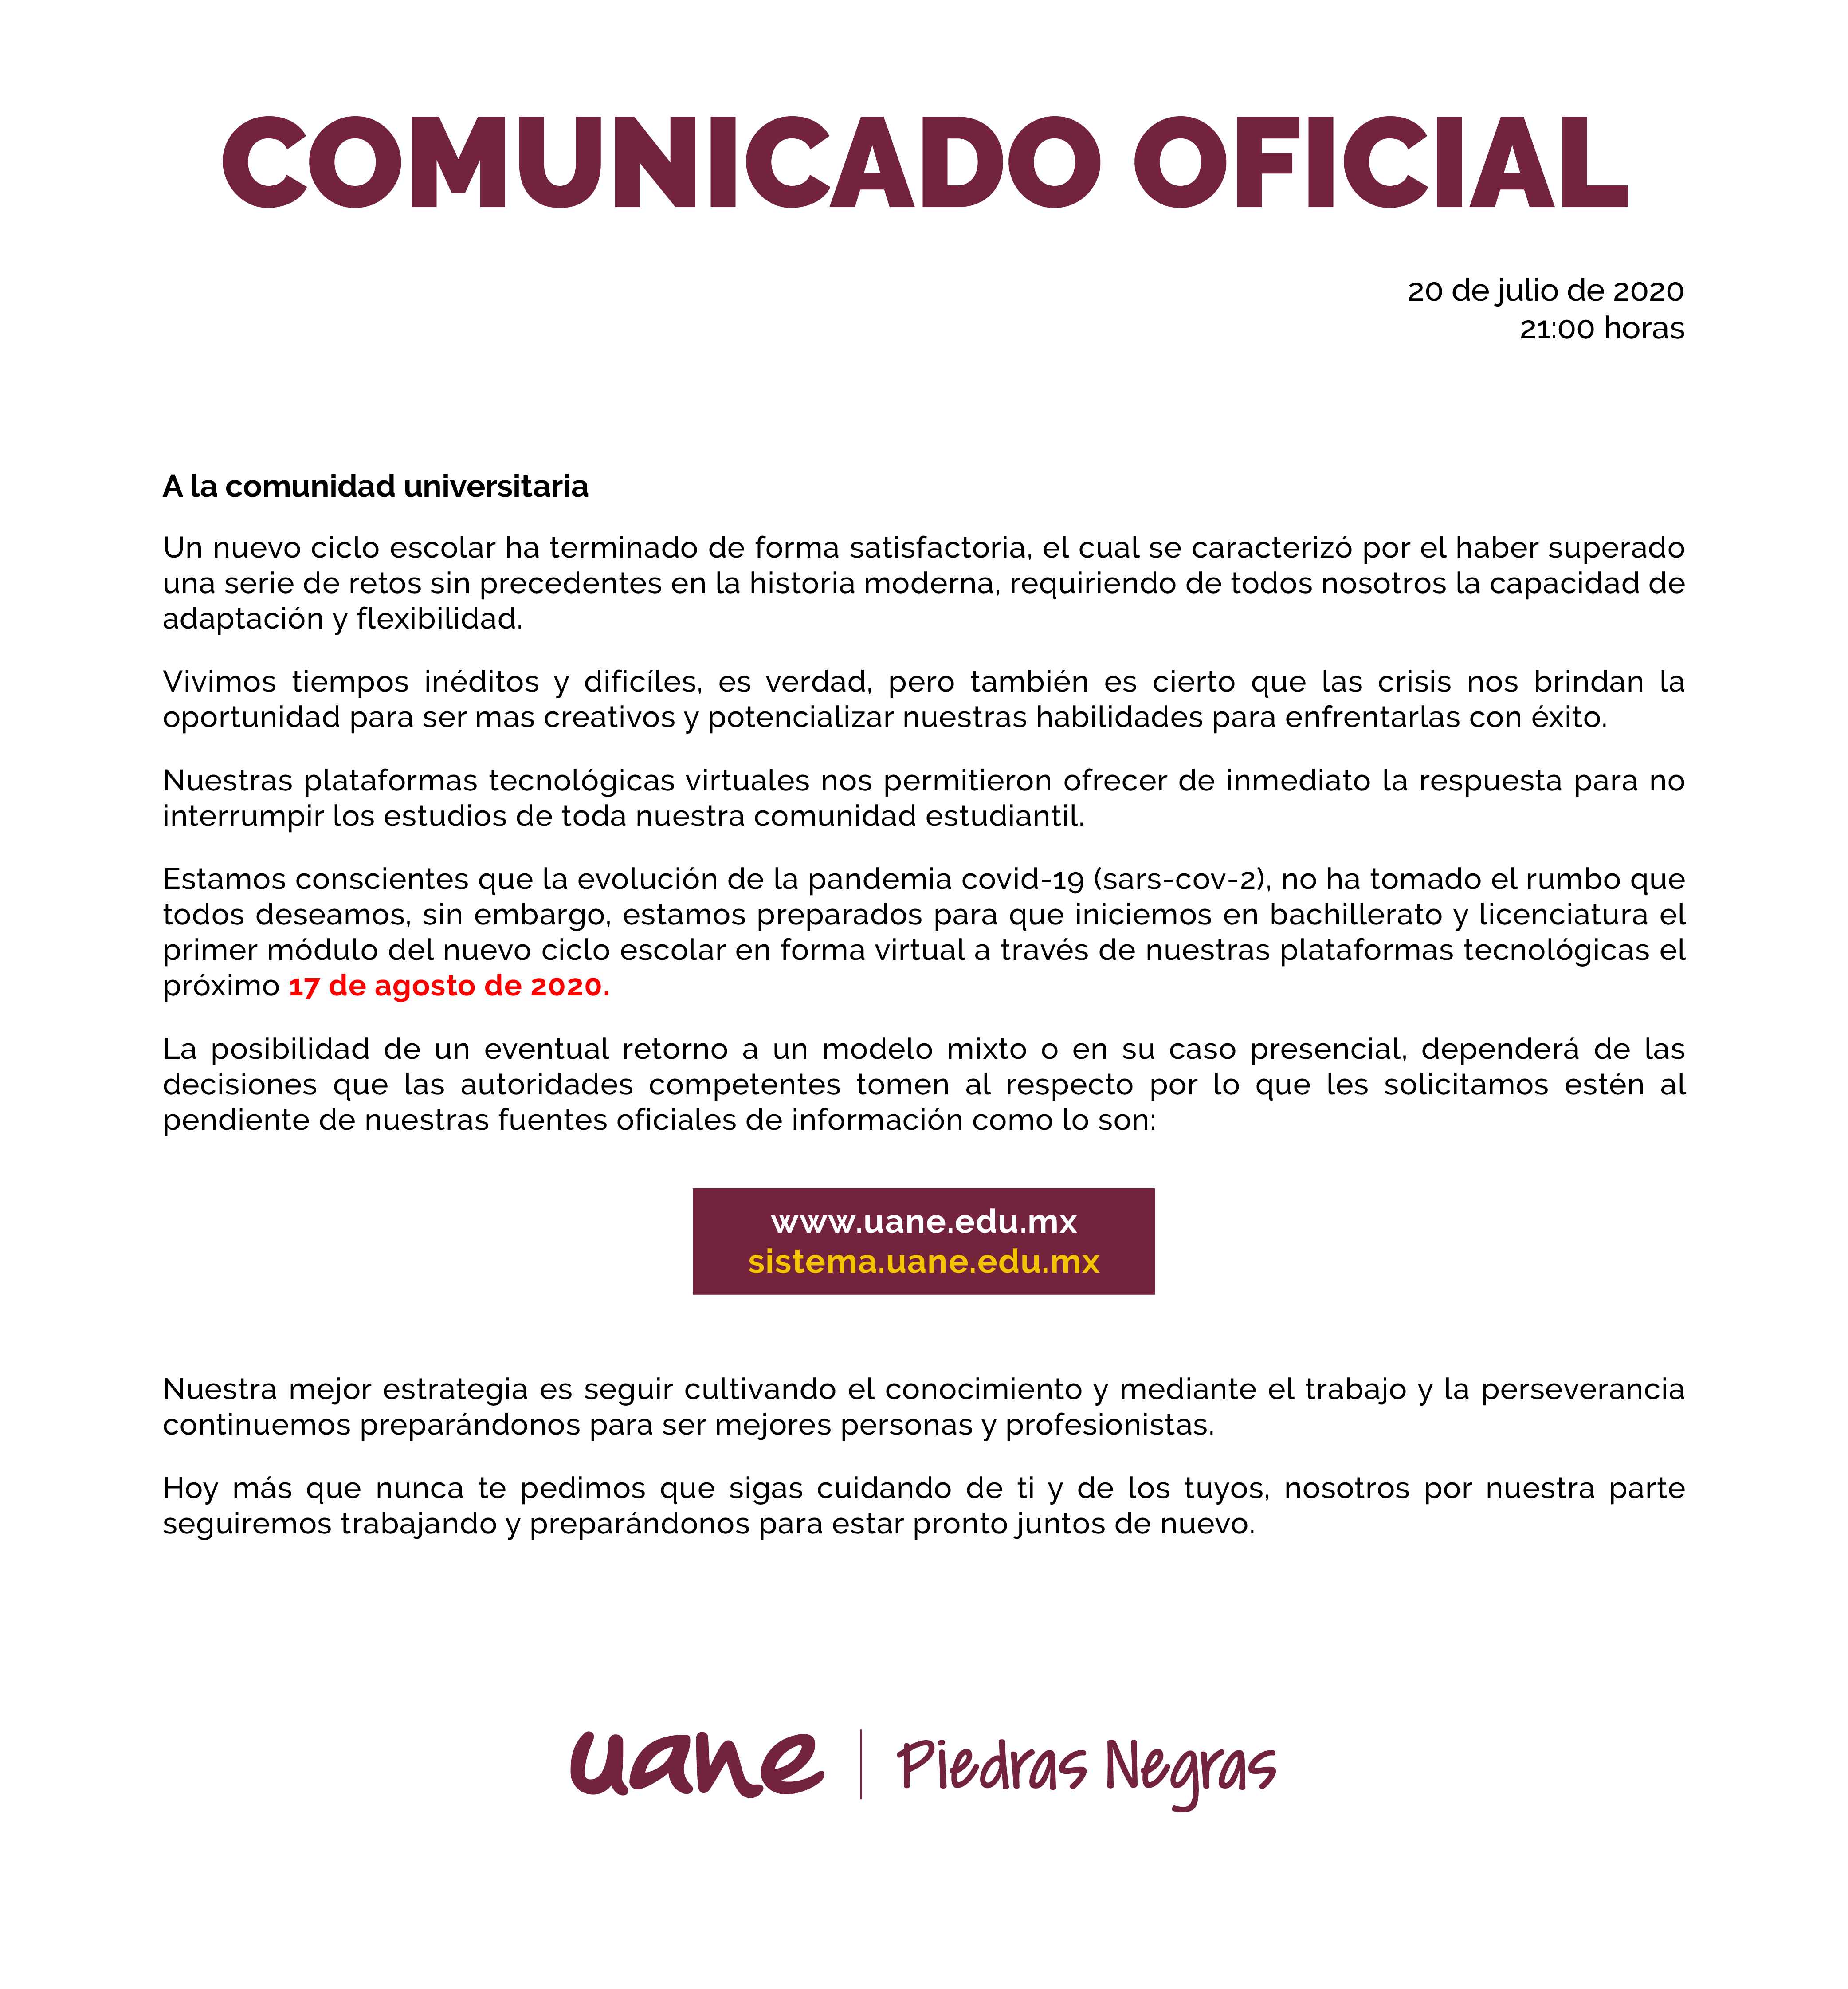 COMUNICADO OFICIAL
20 de julio de 2020
21:00 horas
A la comunidad universitaria
Un nuevo ciclo escolar ha terminado de forma satisfactoria, el cual se caracterizó por el haber superado
una serie de retos sin precedentes en la historia moderna, requiriendo de todos nosotros la capacidad de
adaptación y flexibilidad.
Vivimos tiempos inéditos y dificíles, es verdad, pero también es cierto que las crisis nos brindan la
oportunidad para ser mas creativos y potencializar nuestras habilidades para enfrentarlas con éxito.
Nuestras plataformas tecnológicas virtuales nos permitieron ofrecer de inmediato la respuesta para no
interrumpir los estudios de toda nuestra comunidad estudiantil.
Estamos conscientes que la evolución de la pandemia covid-19 (sars-cov-2), no ha tomado el rumbo que
todos deseamos, sin embargo, estamos preparados para que iniciemos en bachillerato y licenciatura el
primer módulo del nuevo ciclo escolar en forma virtual a través de nuestras plataformas tecnológicas el
próximo 17 de agosto de 2020.
La posibilidad de un eventual retorno a un modelo mixto o en su caso presencial, dependerá de las
decisiones que las autoridades competentes tomen al respecto por lo que les solicitamos estén al
pendiente de nuestras fuentes oficiales de información como lo son:
www.uane.edu.mx
sistema.uane.edu.mx
Nuestra mejor estrategia es seguir cultivando el conocimiento y mediante el trabajo y la perseverancia
continuemos preparándonos para ser mejores personas y profesionistas.
Hoy más que nunca te pedimos que sigas cuidando de ti y de los tuyos, nosotros por nuestra parte
seguiremos trabajando y preparándonos para estar pronto juntos de nuevo.
uane | Piedras Negras